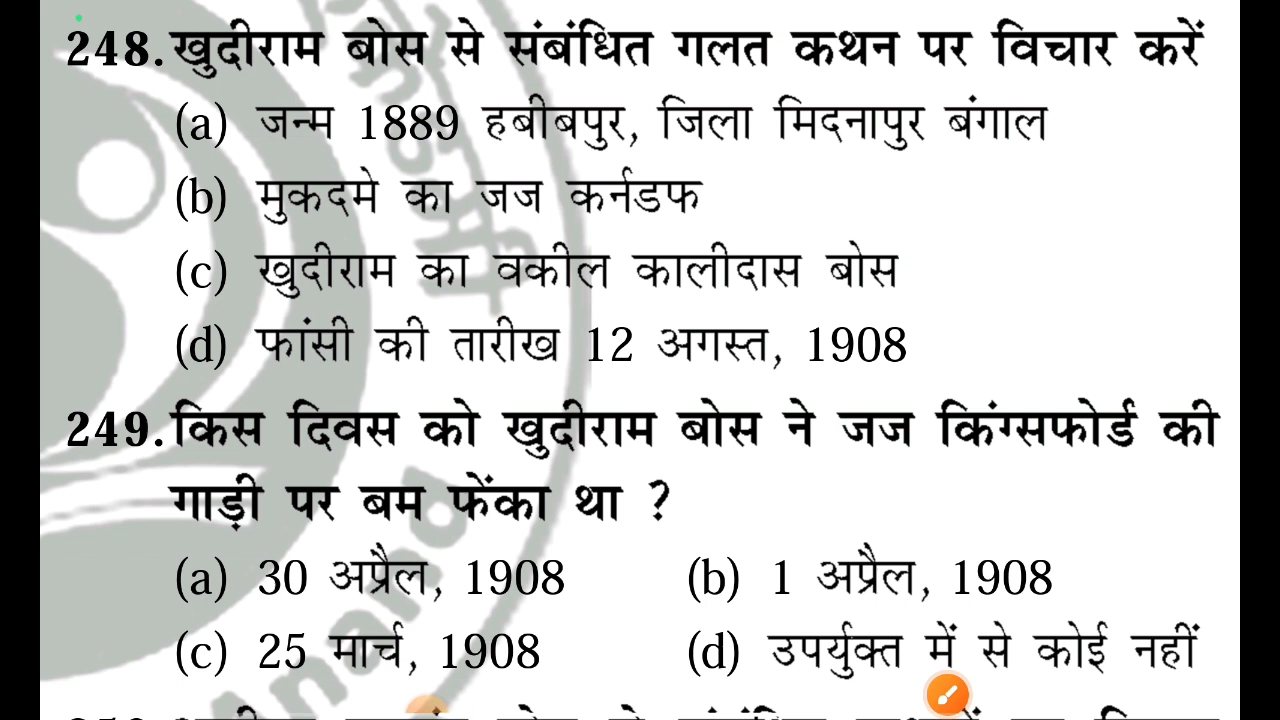 248. खुदीराम बोस से संबंधित गलत कथन पर विचार करें
(a) जन्म 1889 हबीबपुर, जिला मिदनापुर बंगाल
(b) मुकदमे का जज कर्नडफ
(c) खुदीराम का वकील कालीदास बोस
(d) फांसी की तारीख 12 अगस्त, 1908
249. किस दिवस को खुदीराम बोस ने जज किंग्सफोर्ड की
गाड़ी पर बम फेंका था ?
(a) 30 अप्रैल, 1908 (b) 1 अप्रैल, 1908
(c) 25 मार्च, 1908 (d) उपर्युक्त में से कोई नहीं
Anand